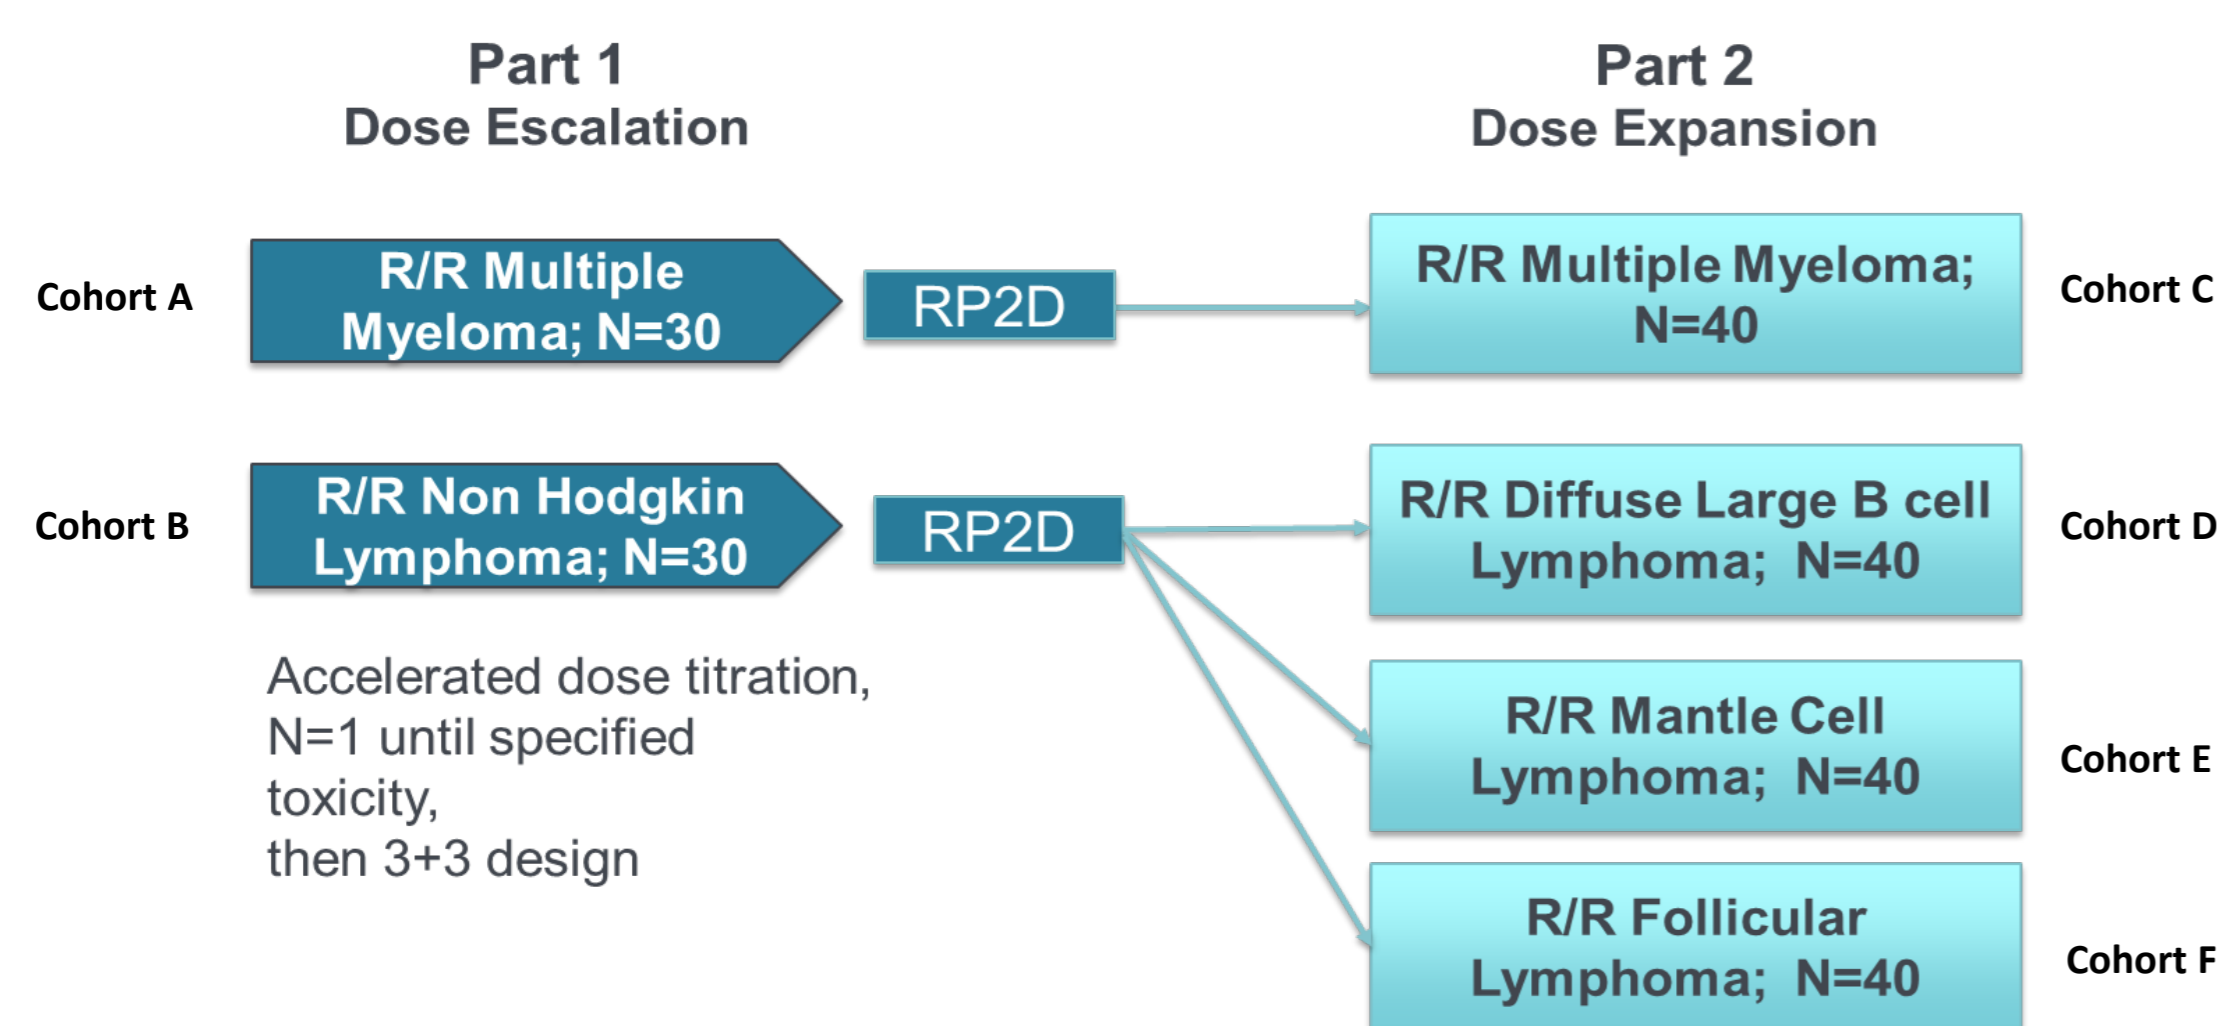 Part 1
Dose Escalation
Part 2
Dose Expansion
Cohort A
R/R Multiple
Myeloma; N=30
RP2D
R/R Multiple Myeloma;
N=40
Cohort C
Cohort B
R/R Non Hodgkin
Lymphoma; N=30
RP2D
R/R Diffuse Large B cell
Lymphoma; N=40
Cohort D
Accelerated dose titration,
N=1 until specified
toxicity,
then 3+3 design
R/R Mantle Cell
Lymphoma; N=40
Cohort E
R/R Follicular
Lymphoma; N=40
Cohort F